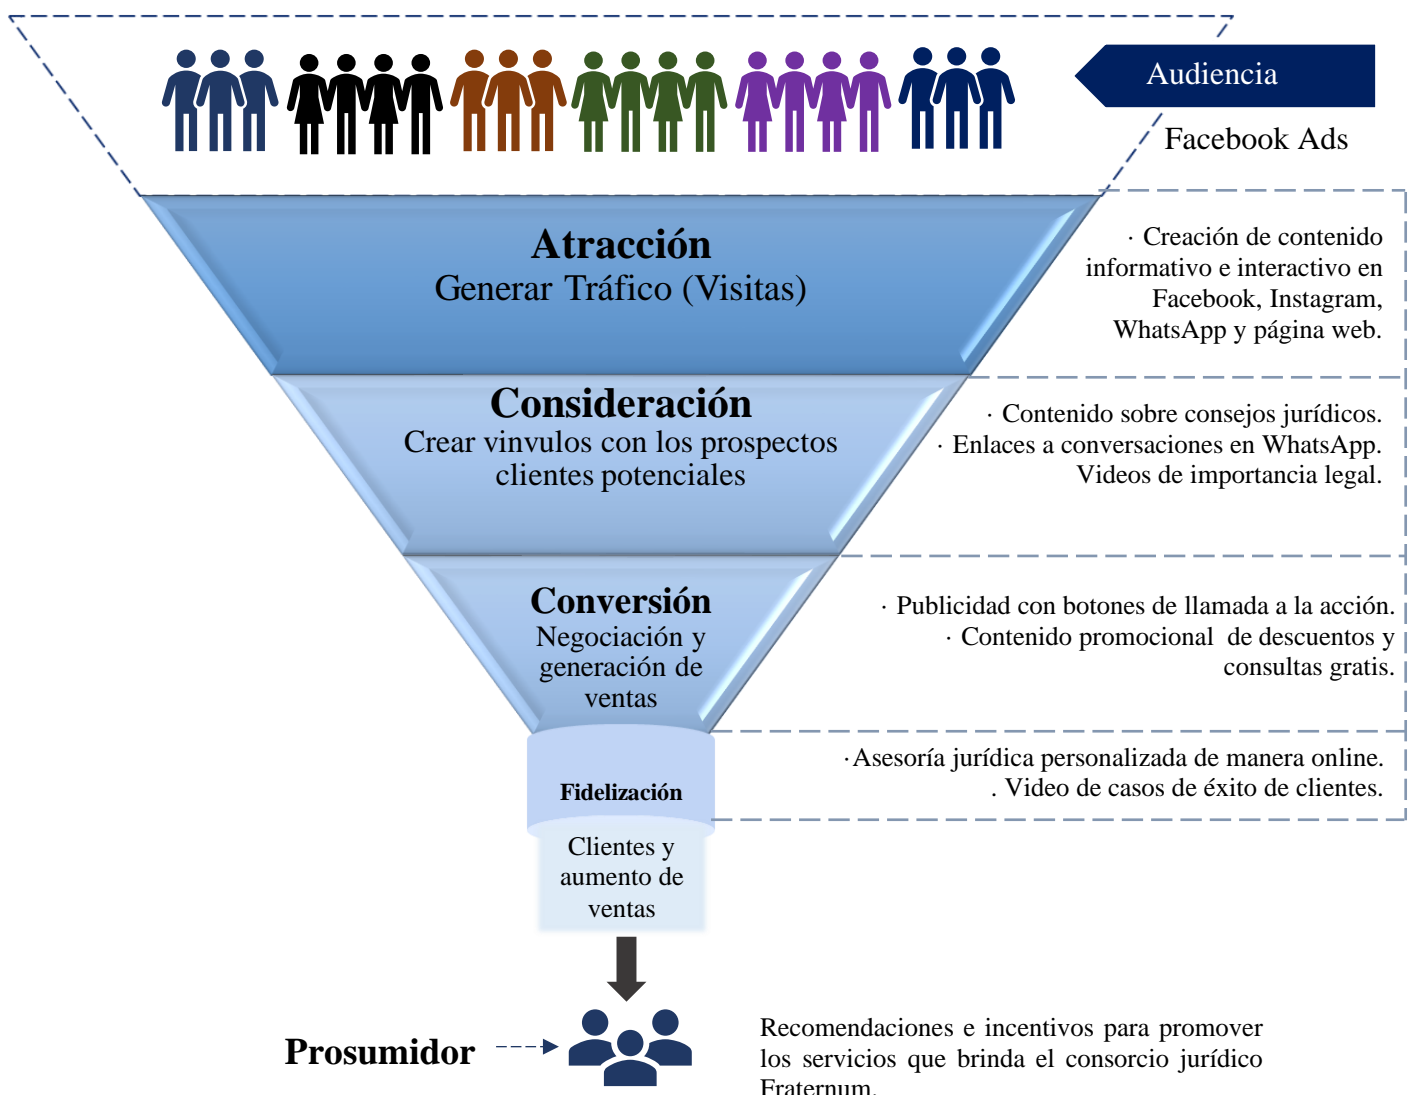 Audiencia
Facebook Ads
Atracción
Generar Tráfico (Visitas)
· Creación de contenido
informativo e interactivo en
Facebook, Instagram,
WhatsApp y página web.
Consideración
Crear vinvulos con los prospectos
clientes potenciales
· Contenido sobre consejos jurídicos.
· Enlaces a conversaciones en WhatsApp.
Videos de importancia legal.
Conversión
Negociación y
generación de
ventas
· Publicidad con botones de llamada a la acción.
· Contenido promocional de descuentos y
consultas gratis.
Fidelización
· Asesoría jurídica personalizada de manera online.
. Video de casos de éxito de clientes.
Clientes y
aumento de
ventas
Prosumidor
Recomendaciones e incentivos para promover
los servicios que brinda el consorcio jurídico
Fraternum.